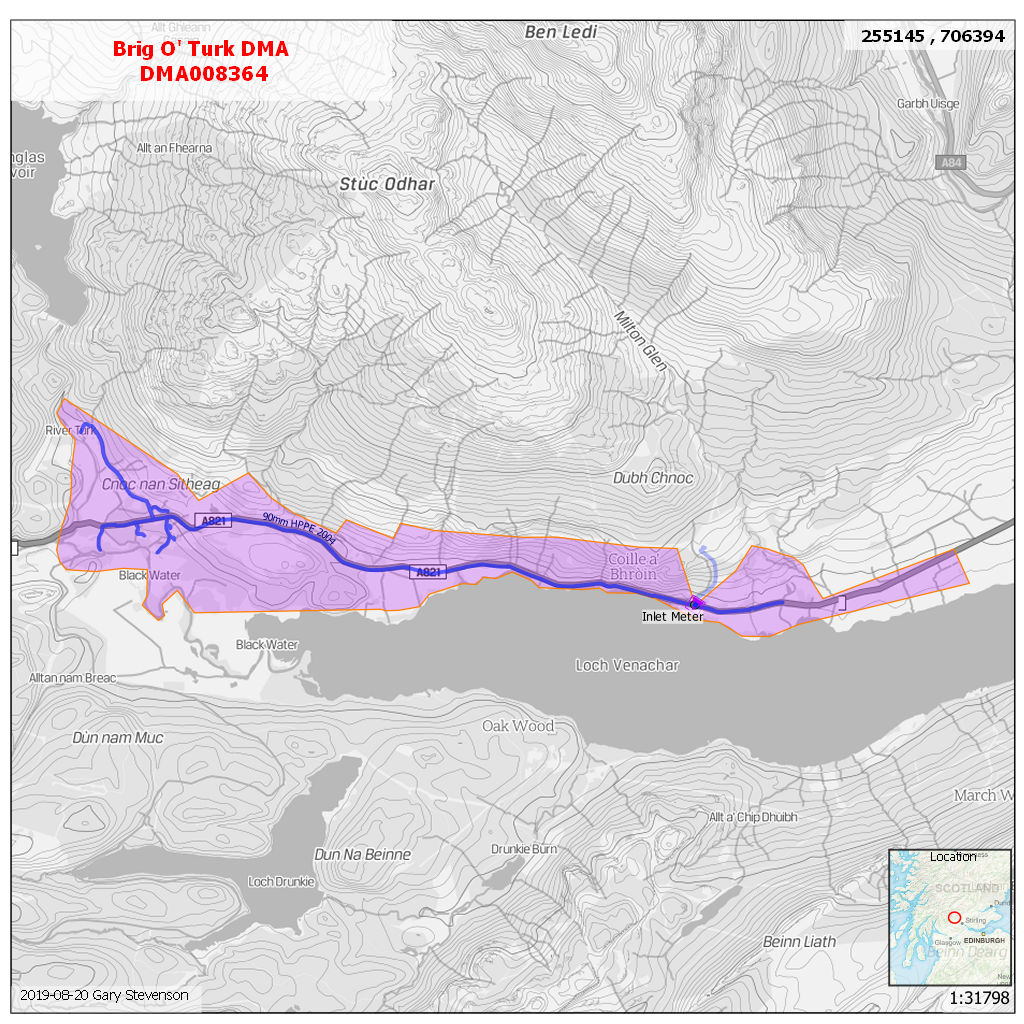 Allt Ghleann
Casaig
Ben Ledi
255145 , 706394
Brig O' Turk DMA
DMA008364
Garbh Uisge
Allt an Fhearna
nglas
voir
A84
Stùc Odhar
Milton Glen
River Turk
Dubh Chnoc
Cnoc nan Sitheag
A821
90mm HPPE 2004
Coille a
Bhroin
A821
Black Water
Inlet Meter
Black Water
Loch Venachar
Alltan nam Breac
Oak Wood
Dùn nam Muc
March W
Allt a' Chip Dhuibh
Drunkie Burn
Dun Na Beinne
Loch Drunkie
Beinn Liath
Location
ness
SCOTLAND
Dund
Stirling
Glasgow
EDINBURGH
Beinn Dearg
New
2019-08-20 Gary Stevenson
1:31798